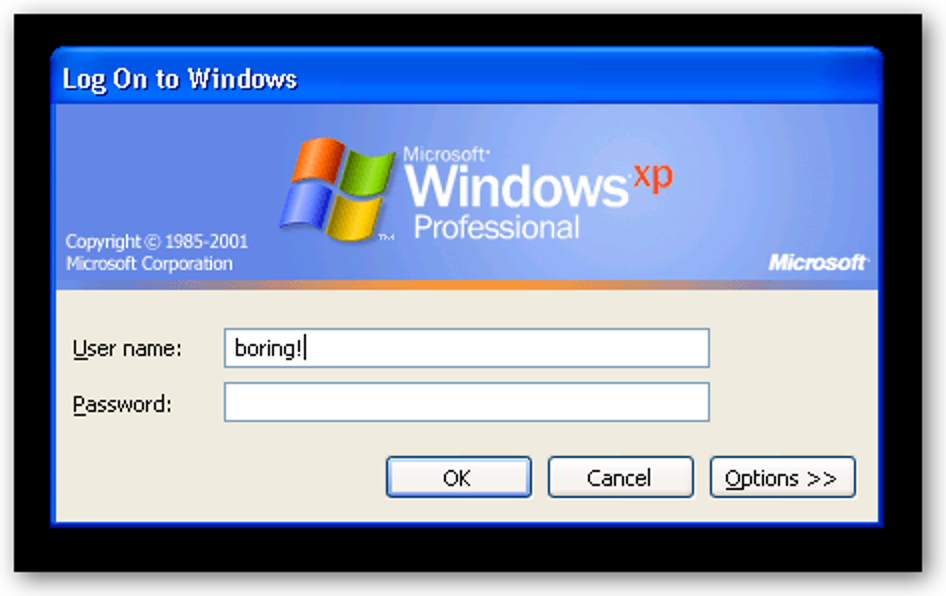 Log On to Windows
Microsoft®
Windows xp
Professional
™
Copyright © 1985-2001
Microsoft Corporation
Microsoft®
User name: boring!
Password:
OK Cancel Options >>